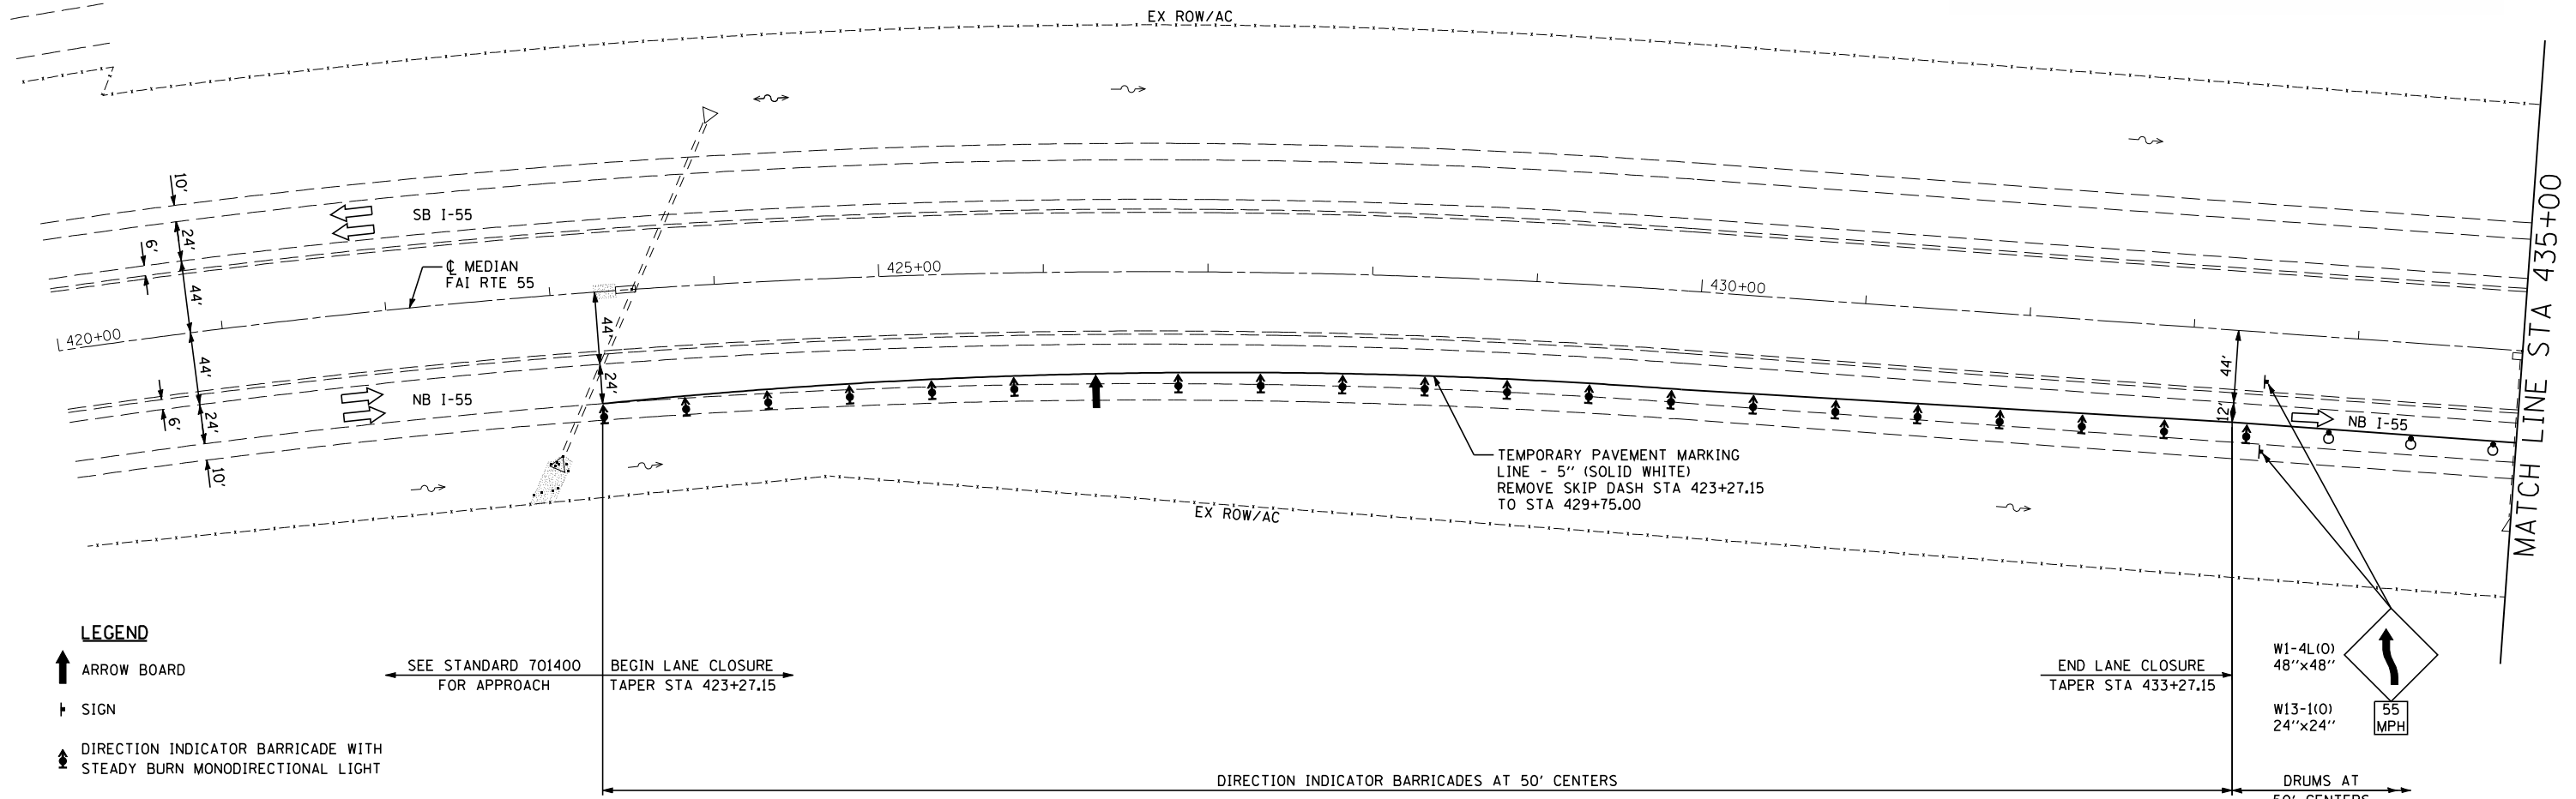 EX ROW/AC
10'
24'
6'
44'
SB I-55
℄ MEDIAN
FAI RTE 55
420+00
425+00
430+00
44'
6'
24'
10'
NB I-55
44'
24'
44'
12'
NB I-55
MATCH LINE STA 435+00
TEMPORARY PAVEMENT MARKING
LINE - 5" (SOLID WHITE)
REMOVE SKIP DASH STA 423+27.15
TO STA 429+75.00
EX ROW/AC
LEGEND
ARROW BOARD
SIGN
DIRECTION INDICATOR BARRICADE WITH
STEADY BURN MONODIRECTIONAL LIGHT
SEE STANDARD 701400
FOR APPROACH
BEGIN LANE CLOSURE
TAPER STA 423+27.15
END LANE CLOSURE
TAPER STA 433+27.15
W1-4L(O)
48"x48"
W13-1(O)
24"x24"
55
MPH
DIRECTION INDICATOR BARRICADES AT 50' CENTERS
DRUMS AT
50' CENTERS